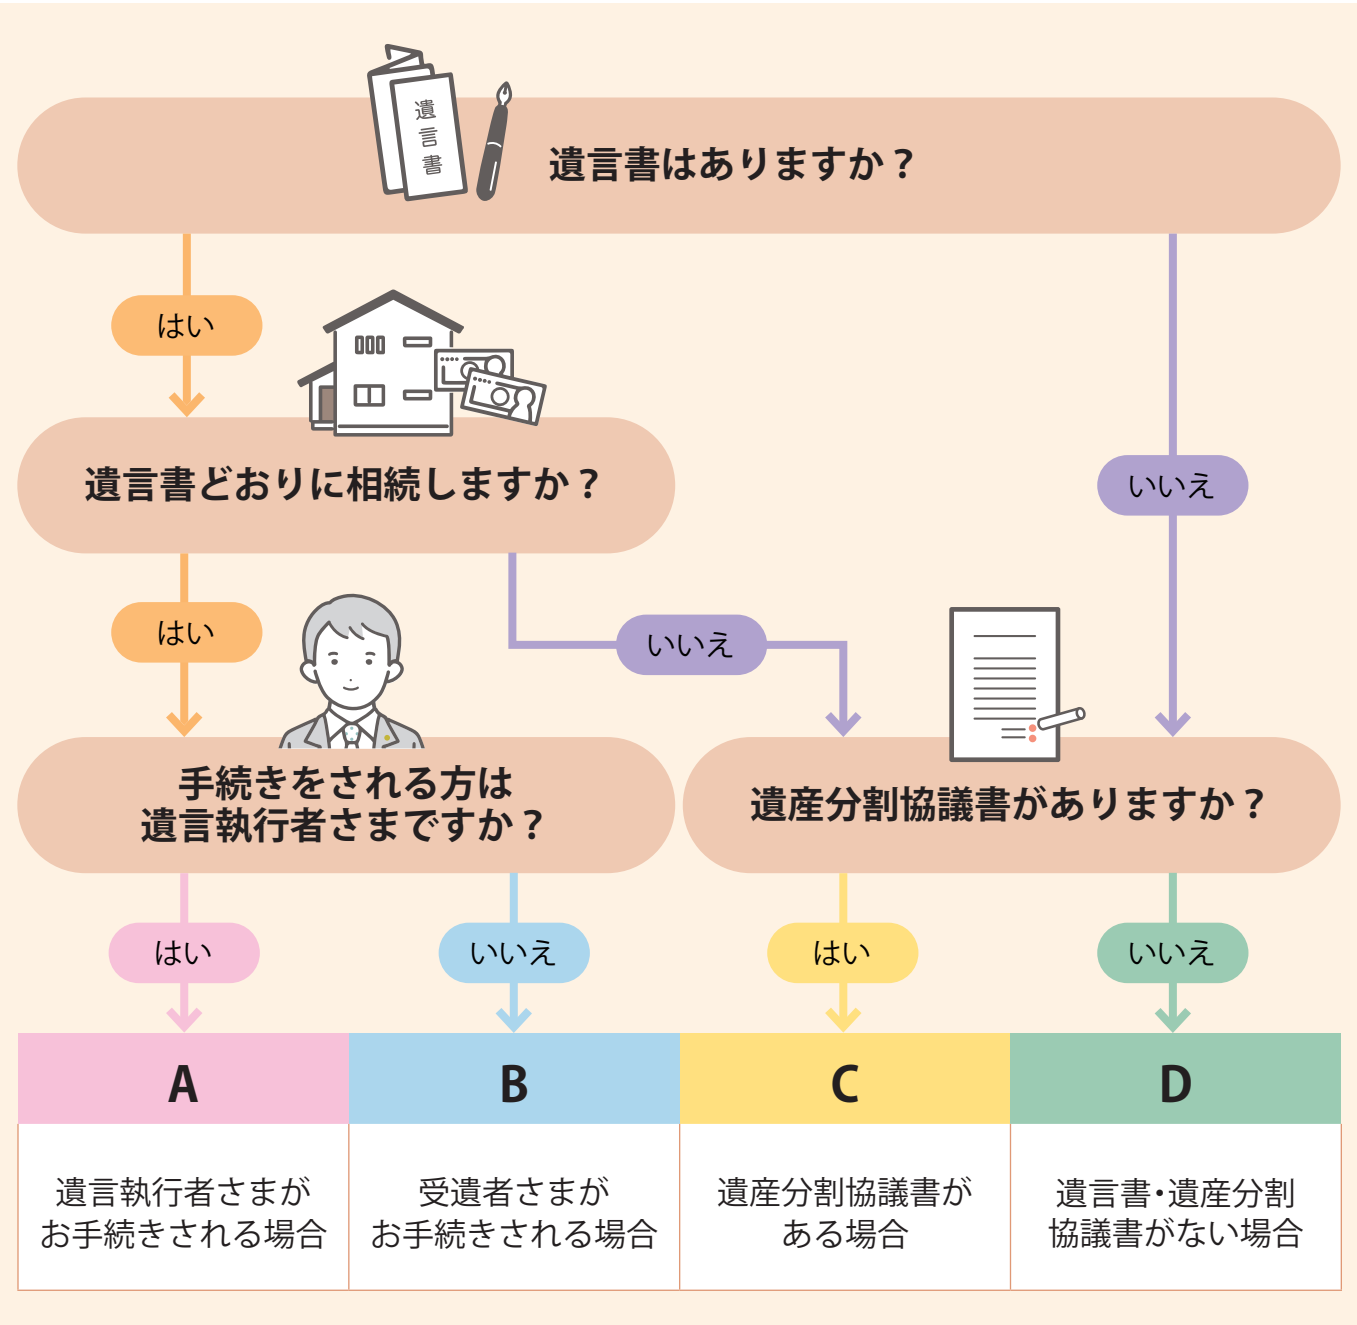 遺言書
遺言書はありますか？
はい
いいえ
遺言書どおりに相続しますか？
はい
いいえ
手続きをされる方は
遺言執行者さまですか？
遺産分割協議書がありますか？
はい
いいえ
はい
いいえ
A
B
C
D
遺言執行者さまが
お手続きされる場合
受遺者さまが
お手続きされる場合
遺産分割協議書が
ある場合
遺言書・遺産分割
協議書がない場合